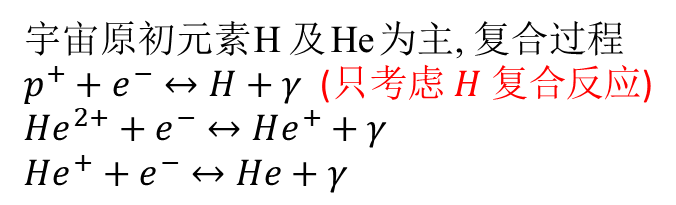 宇宙原初元素H 及He为主, 复合过程
p⁺ + e⁻ ↔ H + γ (只考虑 H 复合反应)
He²⁺ + e⁻ ↔ He⁺ + γ
He⁺ + e⁻ ↔ He + γ